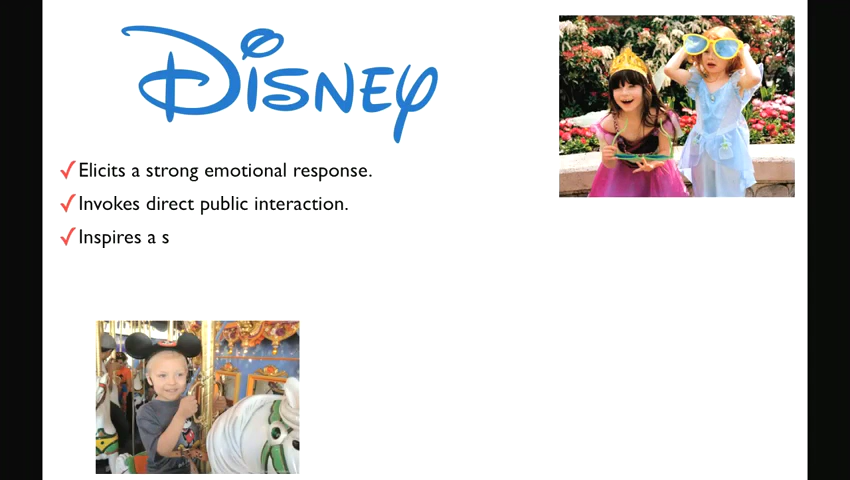 Disney
✓Elicits a strong emotional response.
✓Invokes direct public interaction.
✓Inspires a s